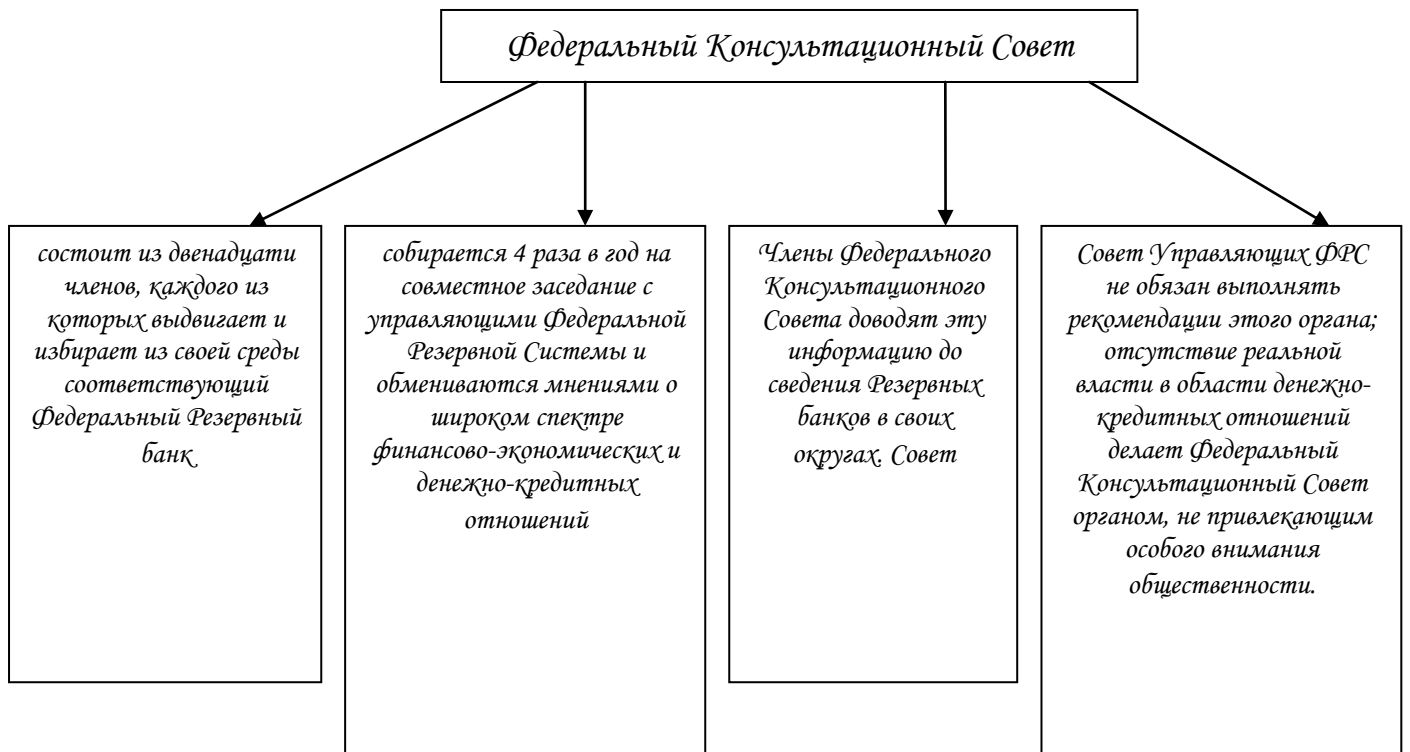 Федеральный Консультационный Совет
состоит из двенадцати
членов, каждого из
которых выдвигает и
избирает из своей среды
соответствующий
Федеральный Резервный
банк
собирается 4 раза в год на
совместное заседание с
управляющими Федеральной
Резервной Системы и
обмениваются мнениями о
широком спектре
финансово-экономических и
денежно-кредитных
отношений
Члены Федерального
Консультационного
Совета доводят эту
информацию до
сведения Резервных
банков в своих
округах. Совет
Совет Управляющих ФРС
не обязан выполнять
рекомендации этого органа;
отсутствие реальной
власти в области денежно-
кредитных отношений
делает Федеральный
Консультационный Совет
органом, не привлекающим
особого внимания
общественности.